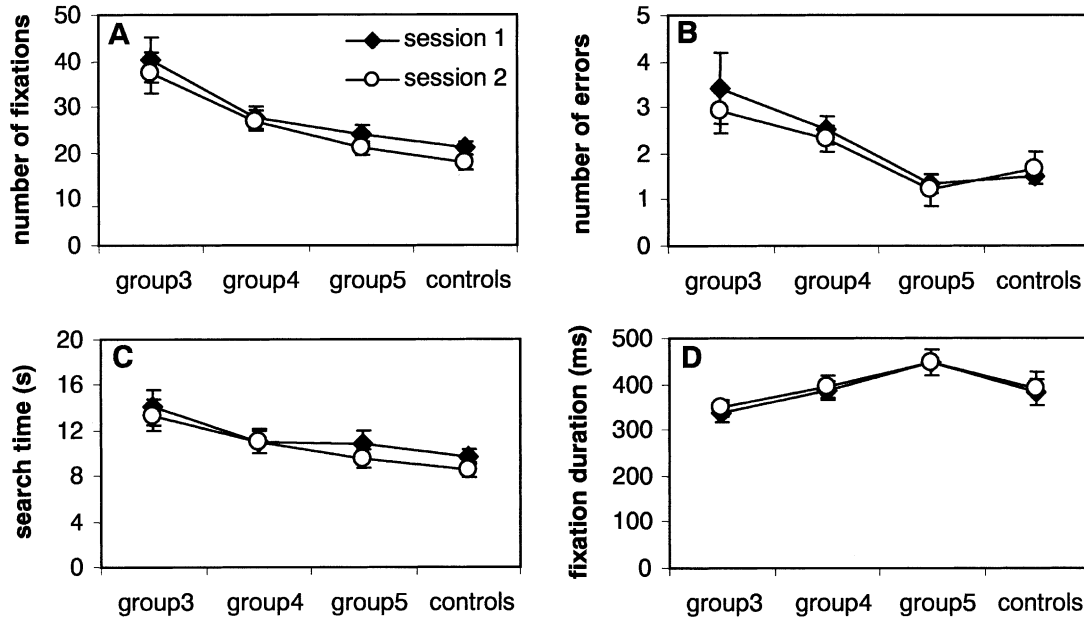 A
number of fixations
50
40
30
20
10
0
session 1
session 2
group3 group4 group5 controls
B
number of errors
5
4
3
2
1
0
group3 group4 group5 controls
C
search time (s)
20
16
12
8
4
0
group3 group4 group5 controls
D
fixation duration (ms)
500
400
300
200
100
0
group3 group4 group5 controls